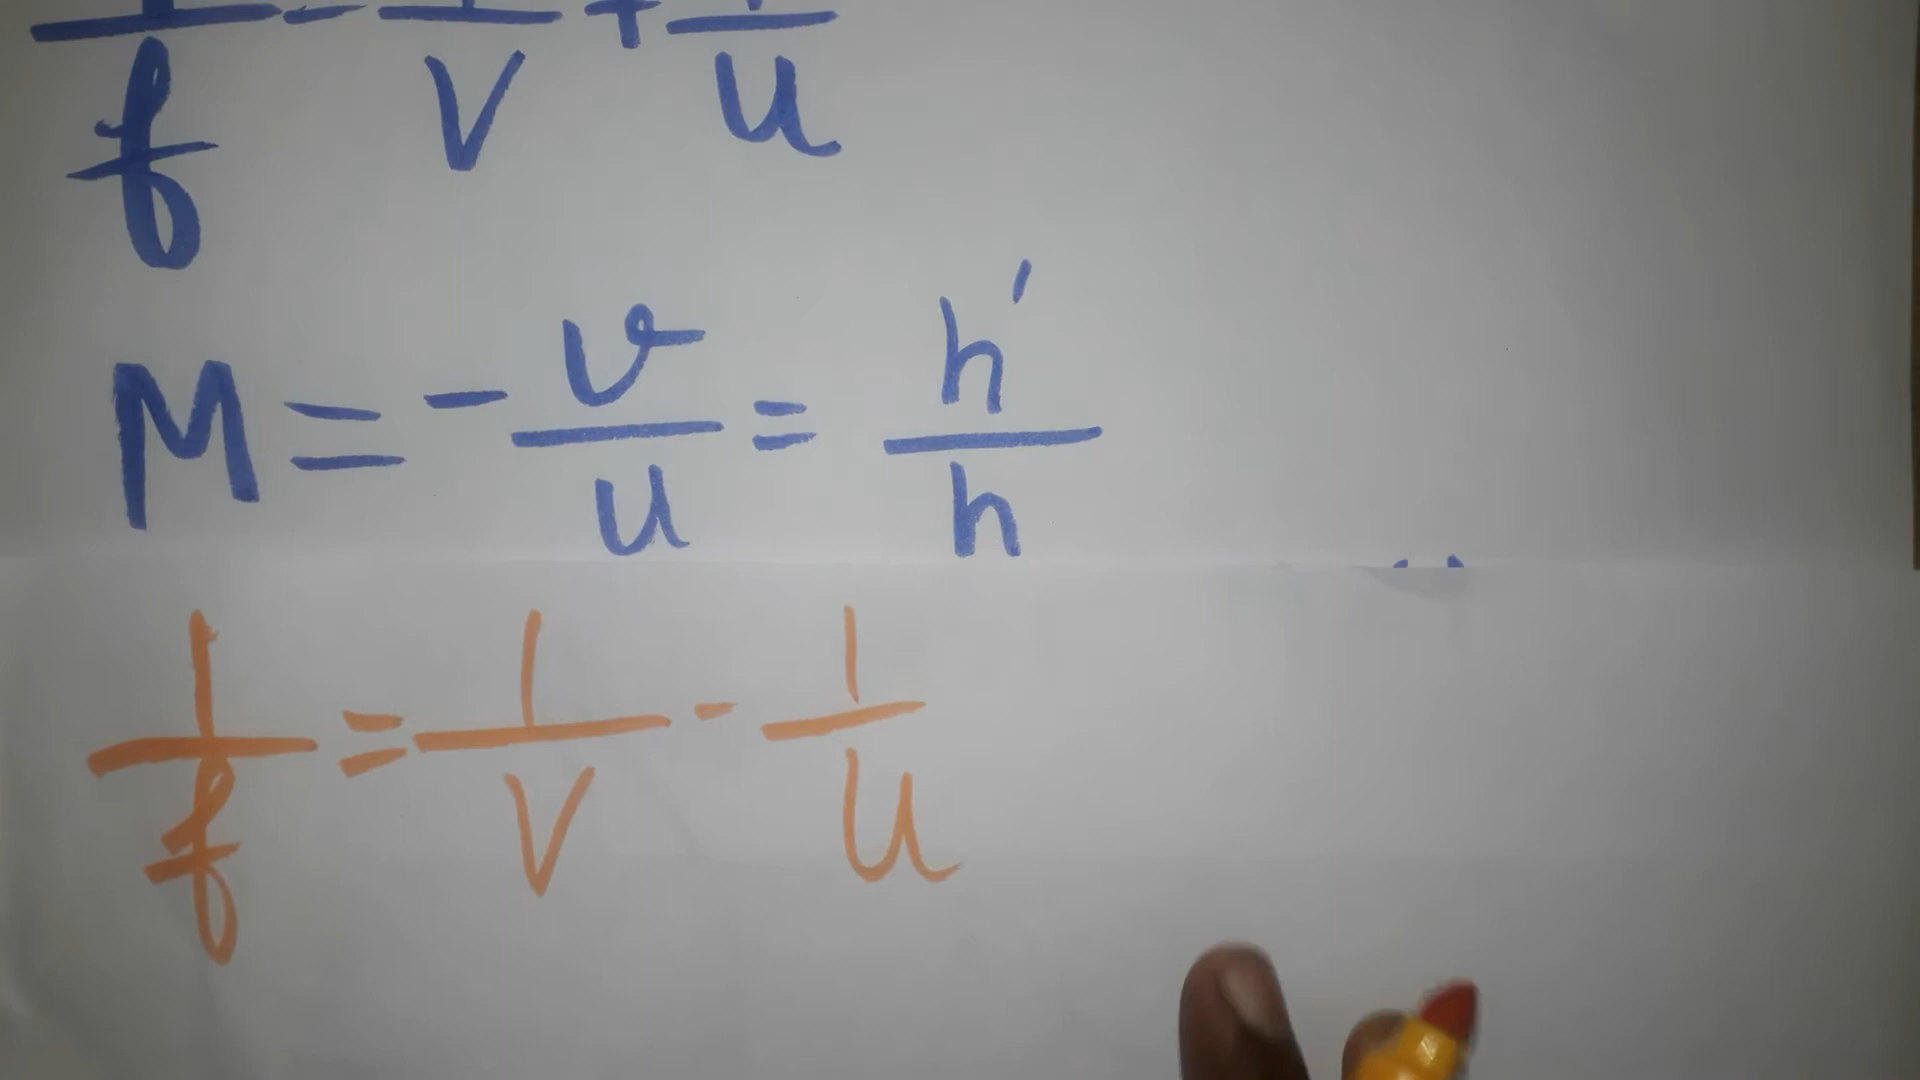 1/f = 1/v + 1/u
M = - v/u = h'/h
1/f = 1/v - 1/u